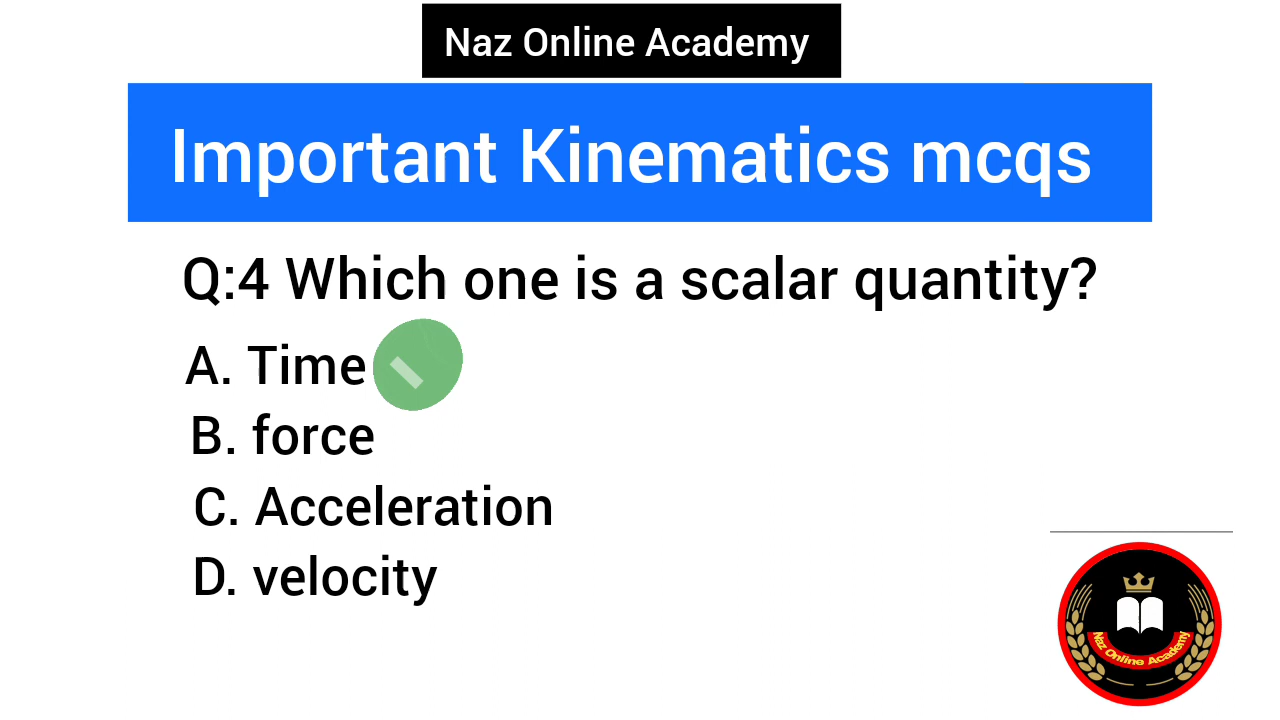 Naz Online Academy
Important Kinematics mcqs
Q:4 Which one is a scalar quantity?
A. Time
B. force
C. Acceleration
D. velocity
Naz Online Academy